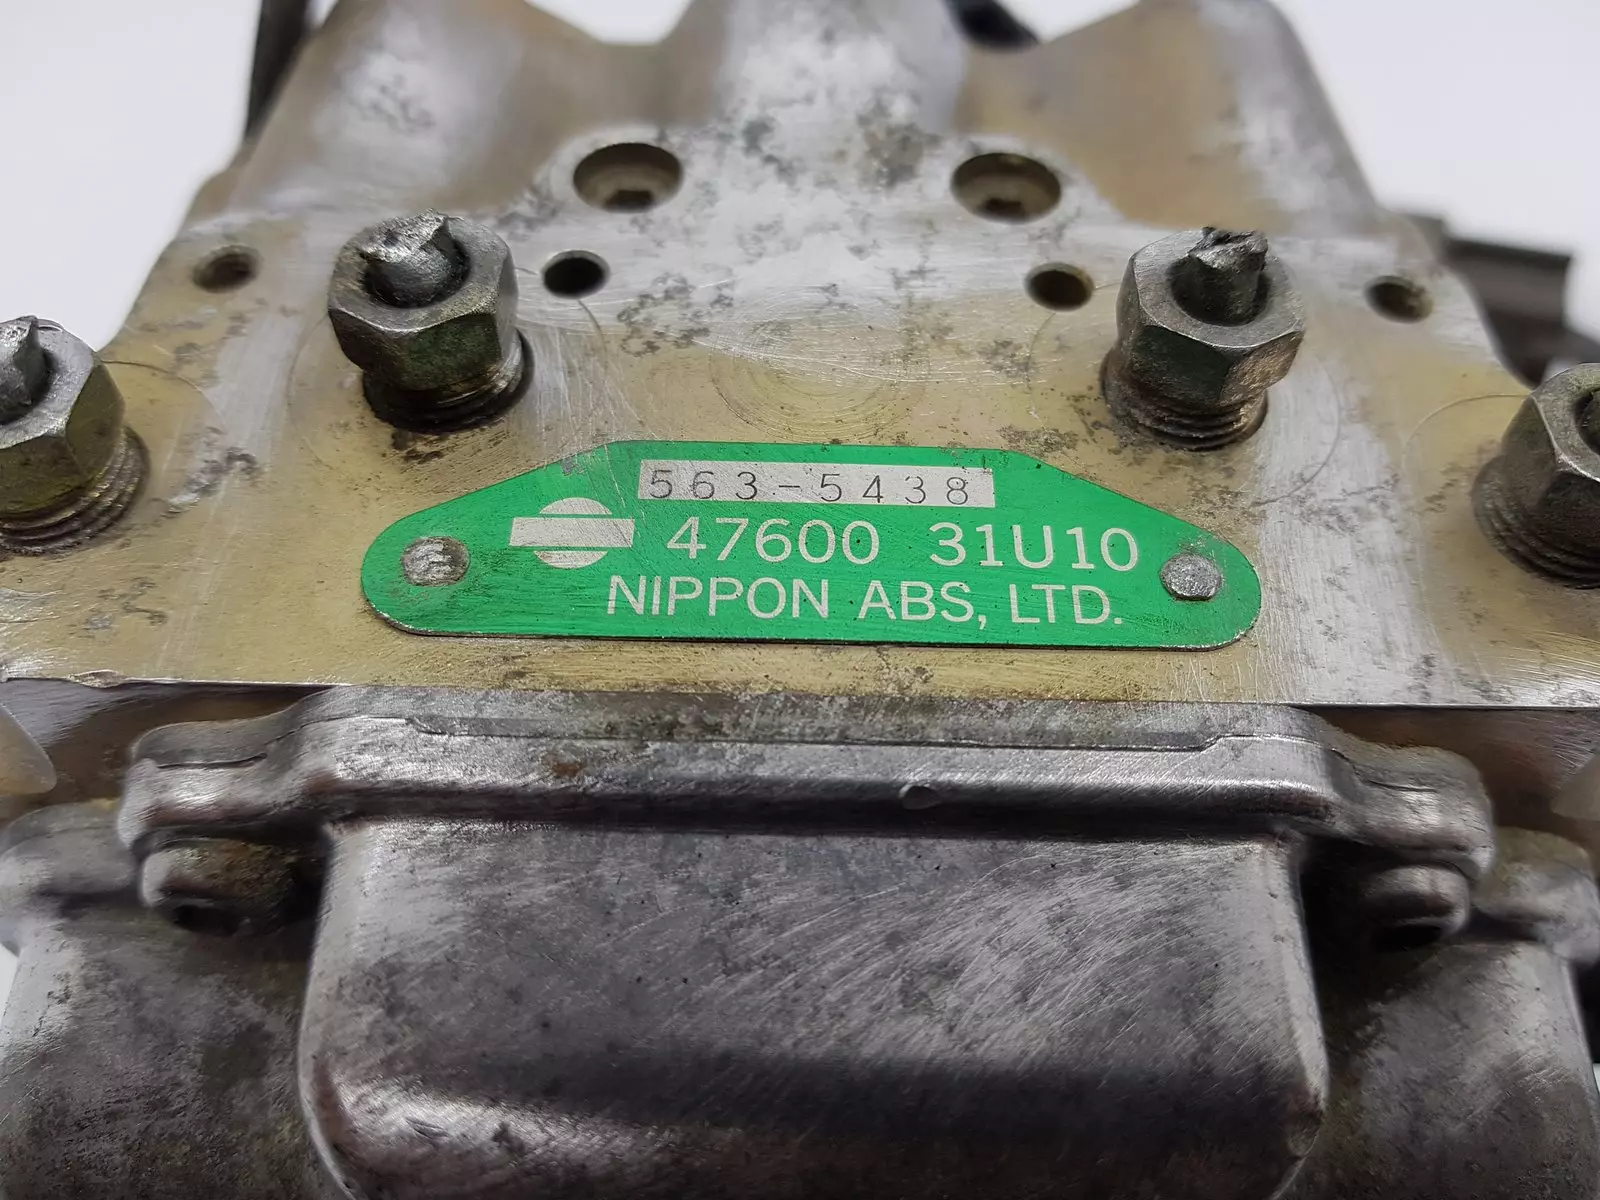 563-5438
47600 31U10
NIPPON ABS, LTD.